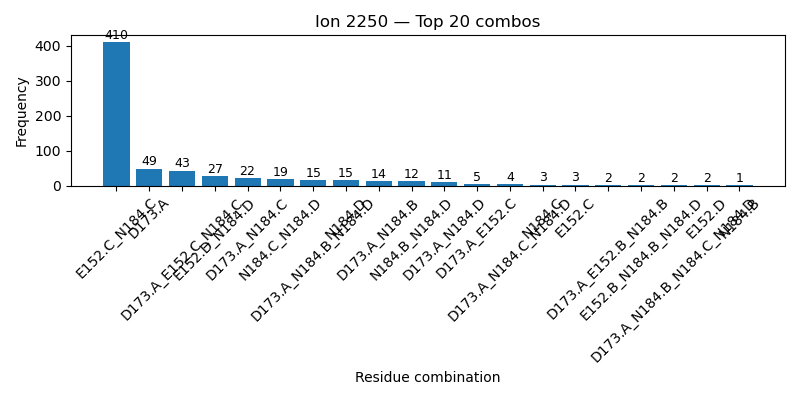 Ion 2250 — Top 20 combos
Frequency
400
300
200
100
0
410
49
43
27
22
19
15
15
14
12
11
5
4
3
3
2
2
2
2
1
E152.C_N184.C
D173.A
D173.A_E152.C_N184.C
E152.D_N184.D
D173.A_N184.C
N184.C_N184.D
D173.A_N184.B_N184.D
N184.D
D173.A_N184.B
N184.B_N184.D
D173.A_N184.D
D173.A_E152.C
D173.A_N184.C_N184.D
N184.C
E152.C
D173.A_E152.B_N184.B
E152.B_N184.B_N184.D
D173.A_N184.B_N184.C_N184.D
E152.D
N184.B
Residue combination